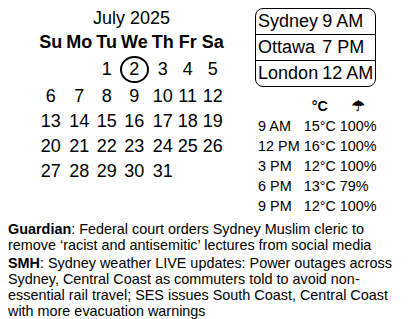 July 2025
Su Mo Tu We Th Fr Sa
1 2 3 4 5
6 7 8 9 10 11 12
13 14 15 16 17 18 19
20 21 22 23 24 25 26
27 28 29 30 31
Sydney 9 AM
Ottawa 7 PM
London 12 AM
°C ☂
9 AM 15°C 100%
12 PM 16°C 100%
3 PM 12°C 100%
6 PM 13°C 79%
9 PM 12°C 100%
Guardian: Federal court orders Sydney Muslim cleric to
remove ‘racist and antisemitic’ lectures from social media
SMH: Sydney weather LIVE updates: Power outages across
Sydney, Central Coast as commuters told to avoid non-
essential rail travel; SES issues South Coast, Central Coast
with more evacuation warnings